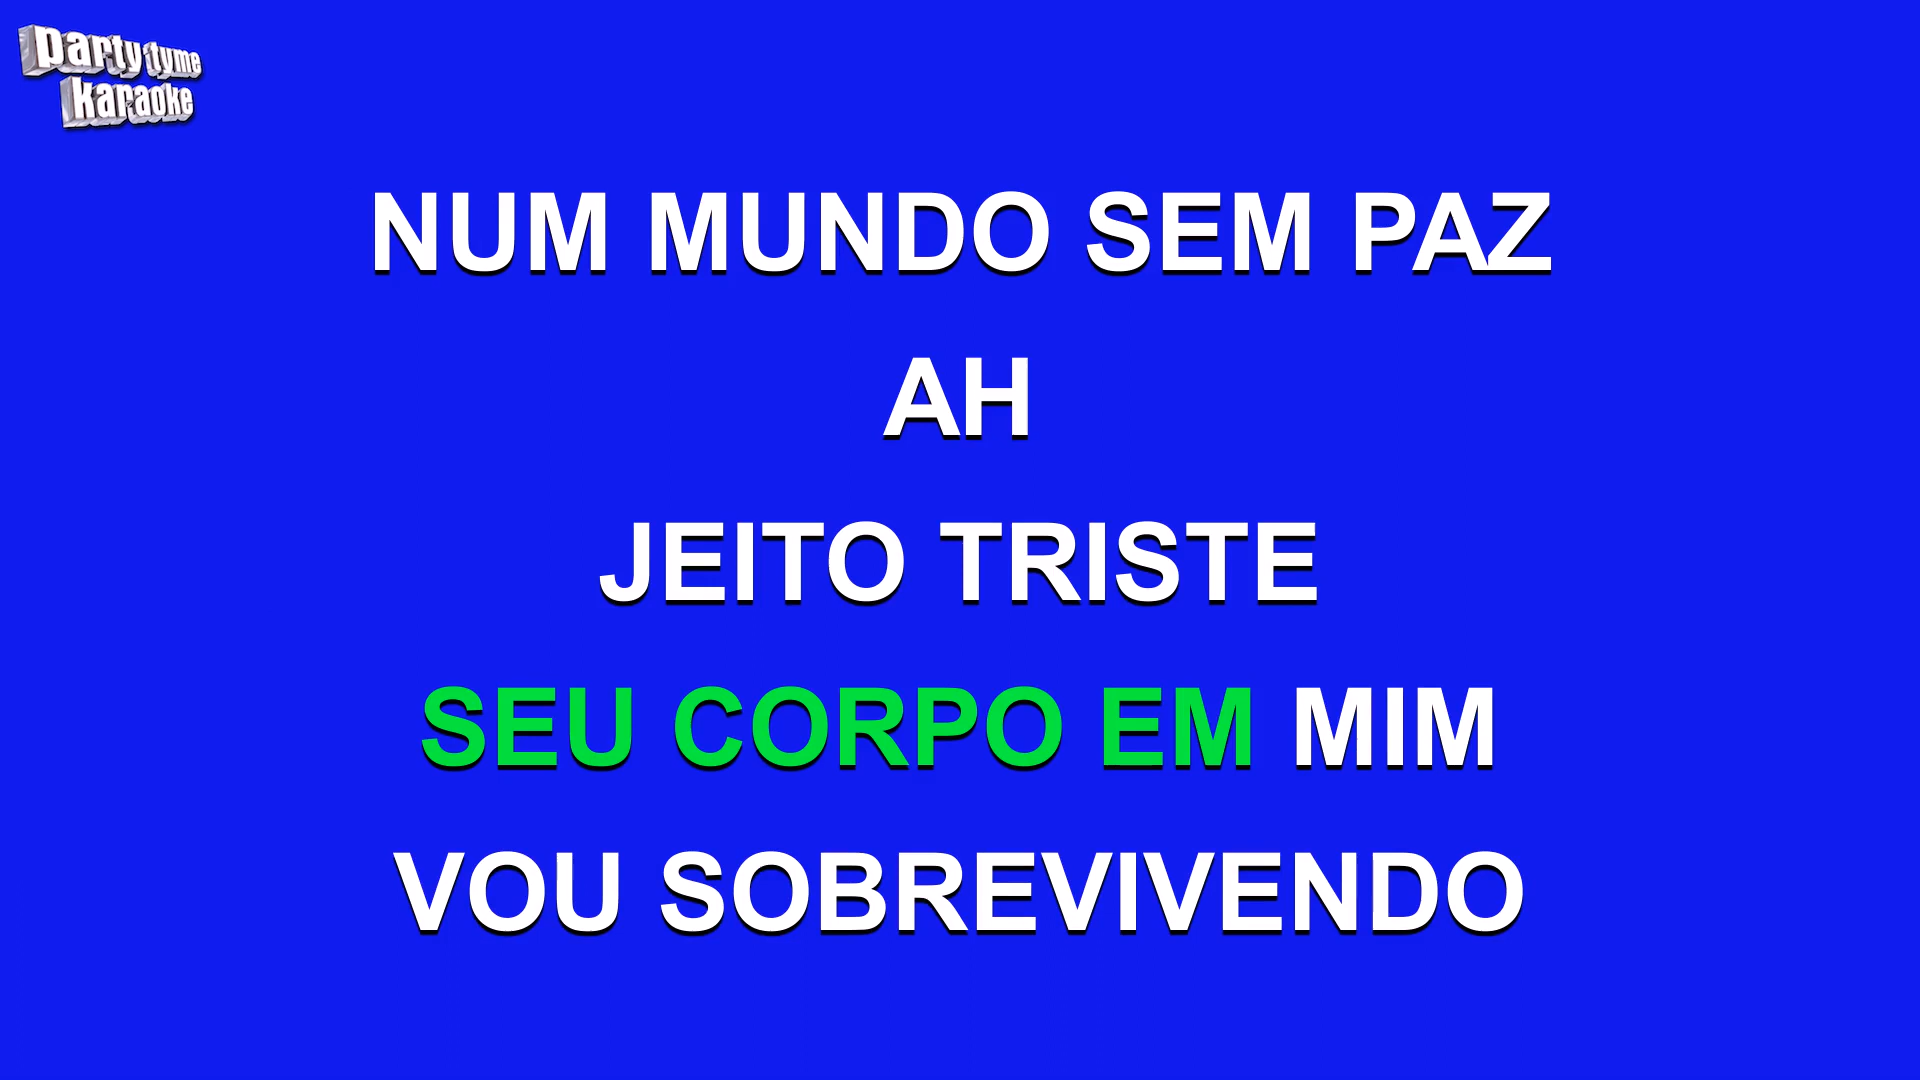 party tyme
karaoke
NUM MUNDO SEM PAZ
AH
JEITO TRISTE
SEU CORPO EM MIM
VOU SOBREVIVENDO